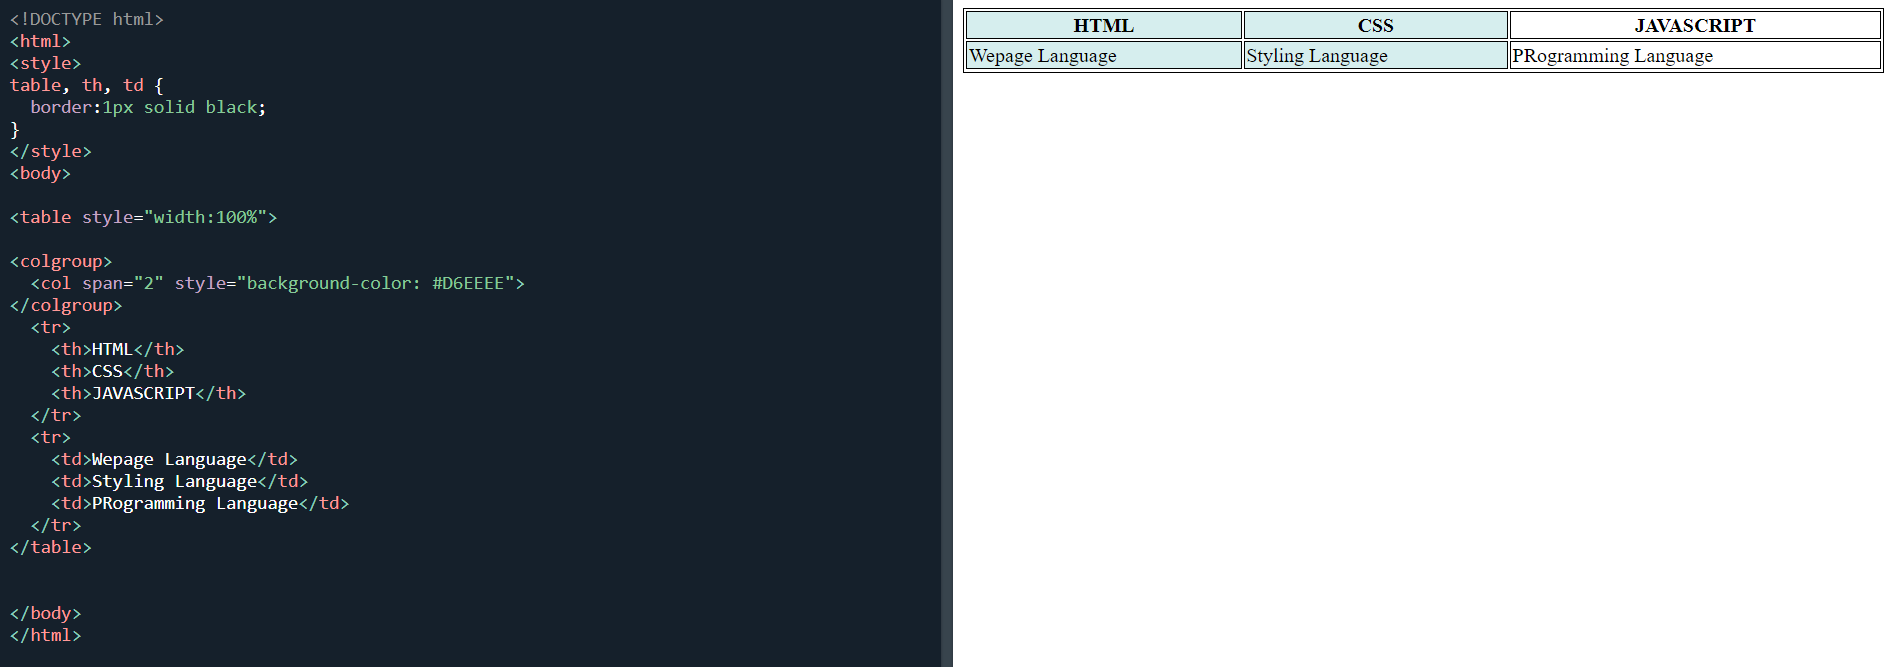 <!DOCTYPE html>
<html>
<style>
table, th, td {
  border:1px solid black;
}
</style>
<body>

<table style="width:100%">

<colgroup>
  <col span="2" style="background-color: #D6EEEE">
</colgroup>
  <tr>
    <th>HTML</th>
    <th>CSS</th>
    <th>JAVASCRIPT</th>
  </tr>
  <tr>
    <td>Wepage Language</td>
    <td>Styling Language</td>
    <td>PRogramming Language</td>
  </tr>
</table>


</body>
</html>
HTML CSS JAVASCRIPT
Wepage Language Styling Language PRogramming Language